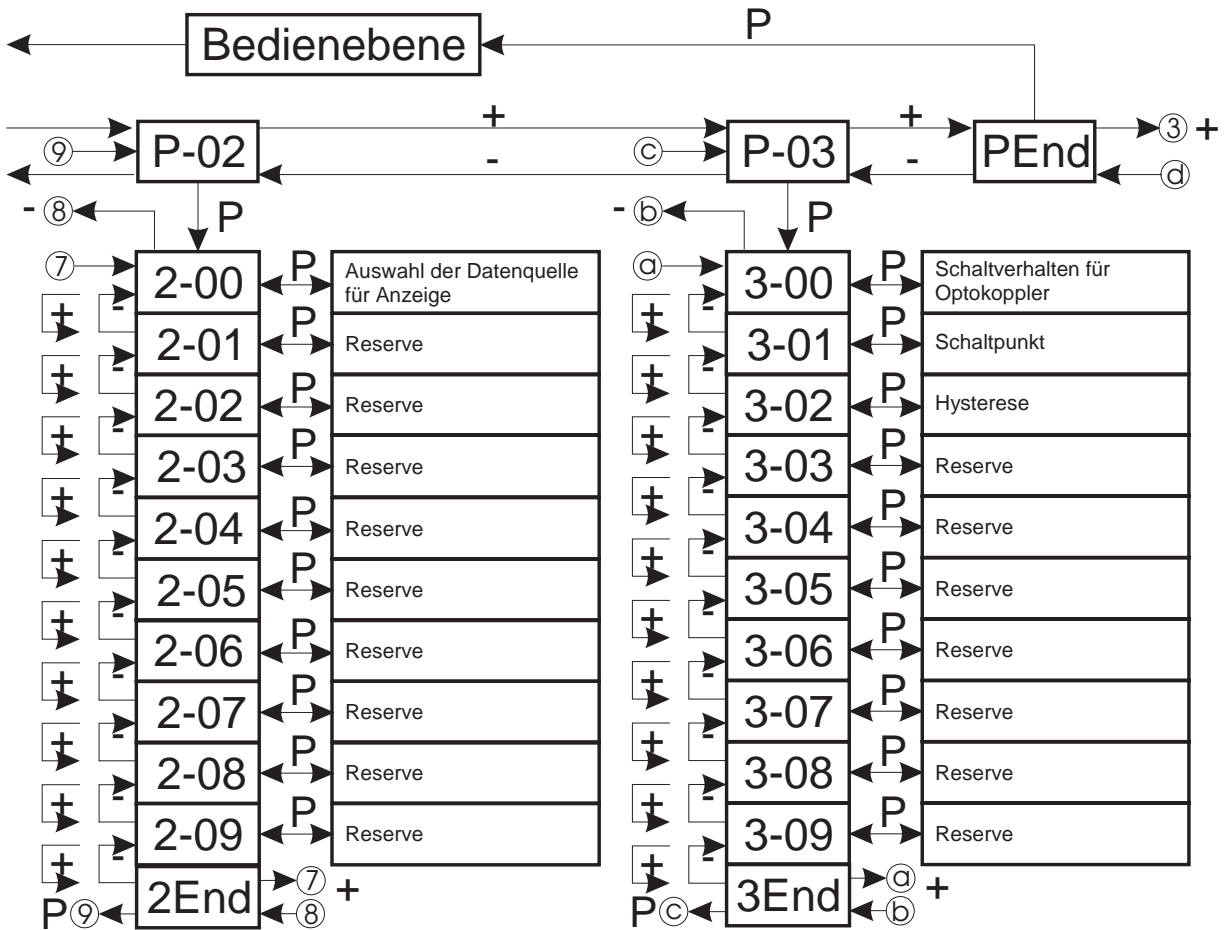 Bedienebene
P
+
+
⑨ P-02
ⓒ P-03
PEnd ③ +
-
-
ⓓ
- ⑧ P
- ⓑ P
⑦ 2-00 P Auswahl der Datenquelle
für Anzeige
+ -
2-01 P Reserve
+ -
2-02 P Reserve
+ -
2-03 P Reserve
+ -
2-04 P Reserve
+ -
2-05 P Reserve
+ -
2-06 P Reserve
+ -
2-07 P Reserve
+ -
2-08 P Reserve
+ -
2-09 P Reserve
+ -
2End ⑦ +
P ⑨ ⑧
ⓐ 3-00 P Schaltverhalten für
Optokoppler
+ -
3-01 P Schaltpunkt
+ -
3-02 P Hysterese
+ -
3-03 P Reserve
+ -
3-04 P Reserve
+ -
3-05 P Reserve
+ -
3-06 P Reserve
+ -
3-07 P Reserve
+ -
3-08 P Reserve
+ -
3-09 P Reserve
+ -
3End ⓐ +
P ⓒ ⓑ